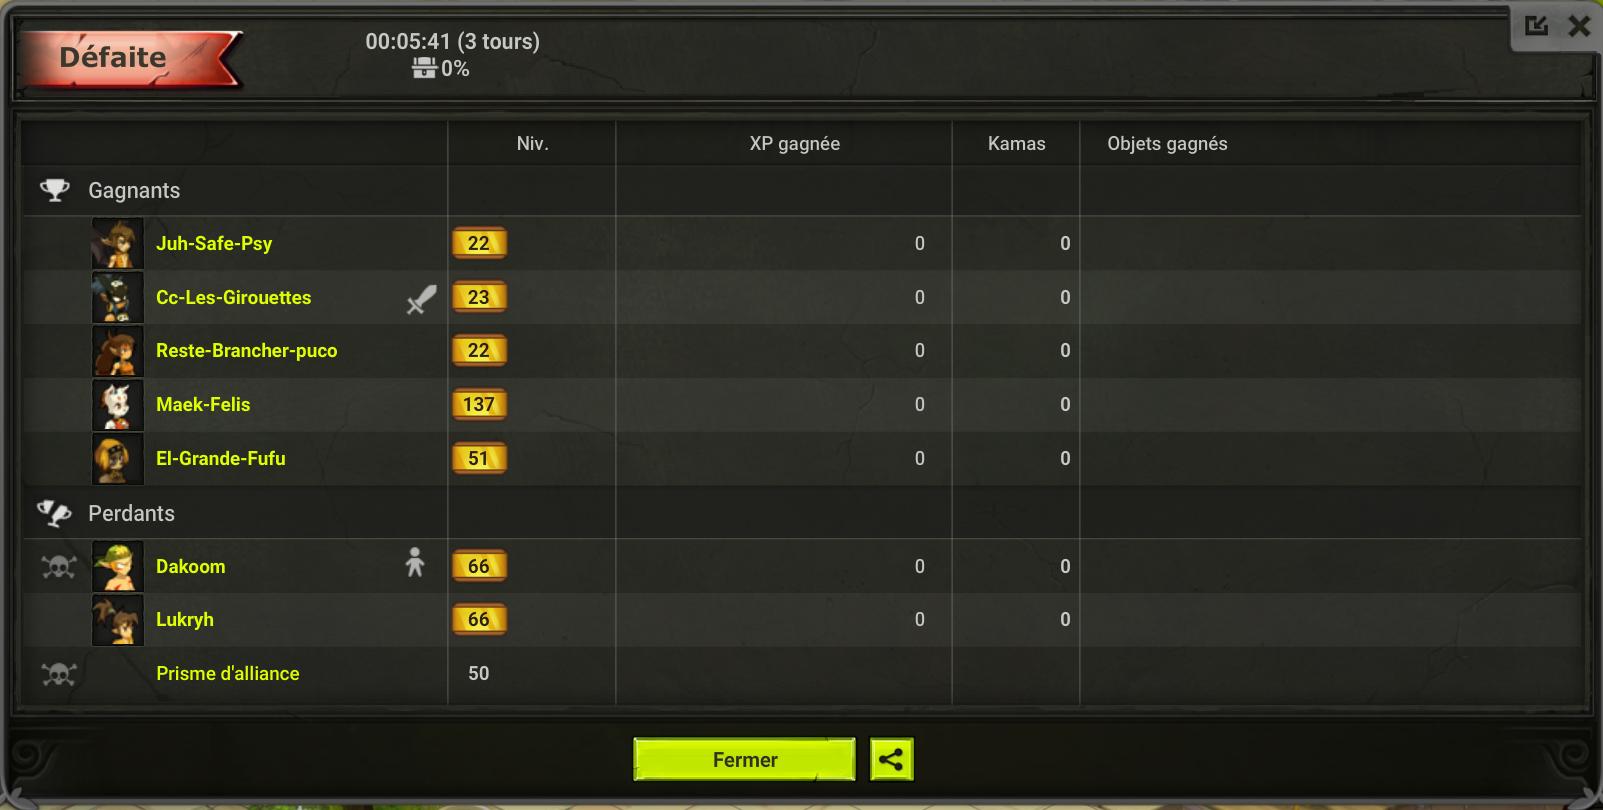 Défaite
00:05:41 (3 tours)
0%
Niv. XP gagnée Kamas Objets gagnés
Gagnants
Juh-Safe-Psy 22 0 0
Cc-Les-Girouettes 23 0 0
Reste-Brancher-puco 22 0 0
Maek-Felis 137 0 0
El-Grande-Fufu 51 0 0
Perdants
Dakoom 66 0 0
Lukryh 66 0 0
Prisme d'alliance 50
Fermer